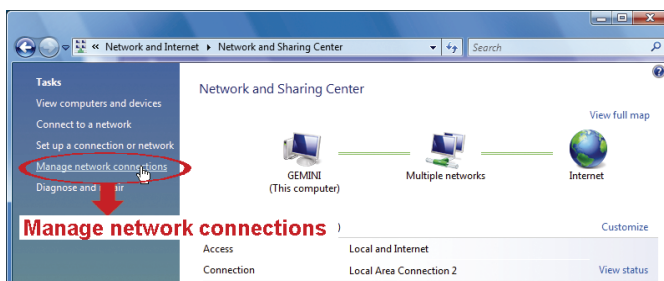 « Network and Internet ▸ Network and Sharing Center
Search
Tasks
View computers and devices
Connect to a network
Set up a connection or network
Manage network connections
Diagnose and
Network and Sharing Center
View full map
GEMINI
(This computer)
Multiple networks
Internet
Manage network connections
) Customize
Access Local and Internet
Connection Local Area Connection 2 View status